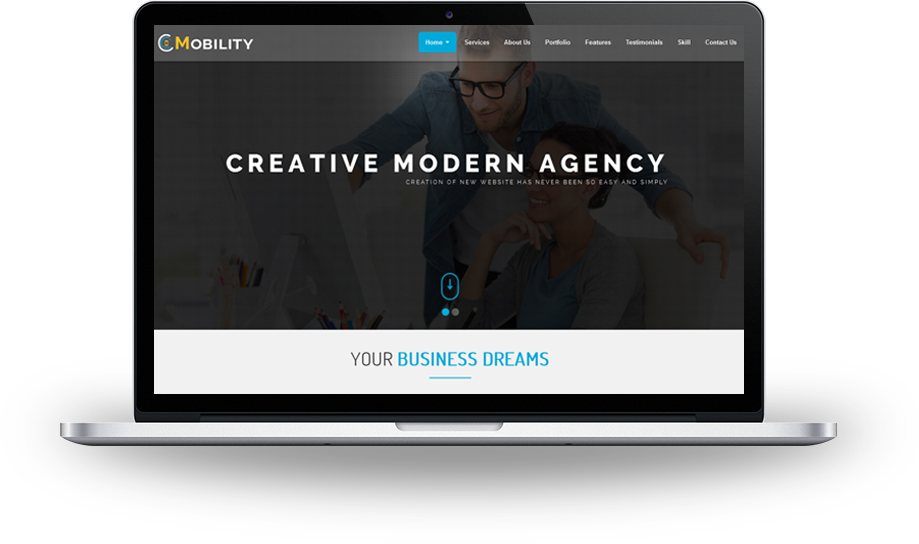 CMOBILITY
Home Services About Us Portfolio Features Testimonials Skill Contact Us
CREATIVE MODERN AGENCY
CREATION OF NEW WEBSITE HAS NEVER BEEN SO EASY AND SIMPLY
YOUR BUSINESS DREAMS